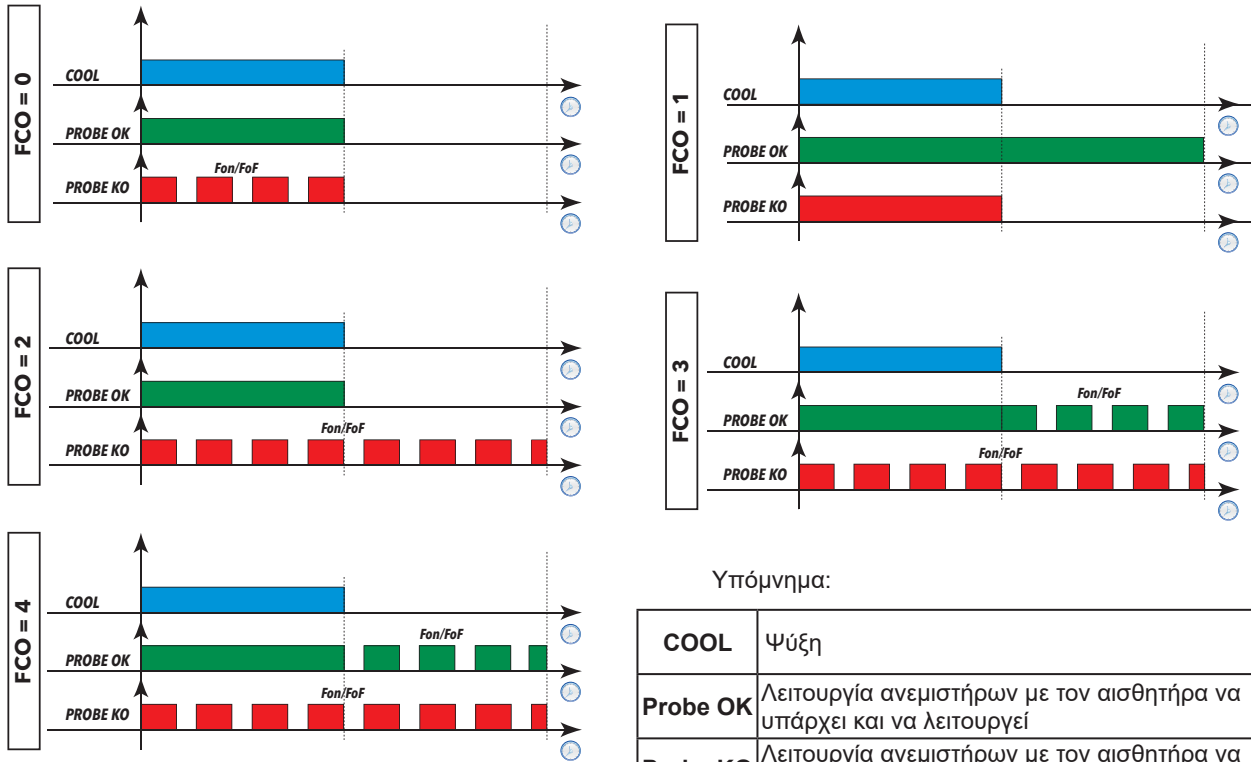 FCO = 0
COOL
PROBE OK
Fon/FoF
PROBE KO
FCO = 1
COOL
PROBE OK
PROBE KO
FCO = 2
COOL
PROBE OK
Fon/FoF
PROBE KO
FCO = 3
COOL
Fon/FoF
PROBE OK
Fon/FoF
PROBE KO
FCO = 4
COOL
Fon/FoF
PROBE OK
Fon/FoF
PROBE KO
Υπόμνημα:
COOL Ψύξη
Probe OK Λειτουργία ανεμιστήρων με τον αισθητήρα να
υπάρχει και να λειτουργεί
Probe KO Λειτουργία ανεμιστήρων με τον αισθητήρα να